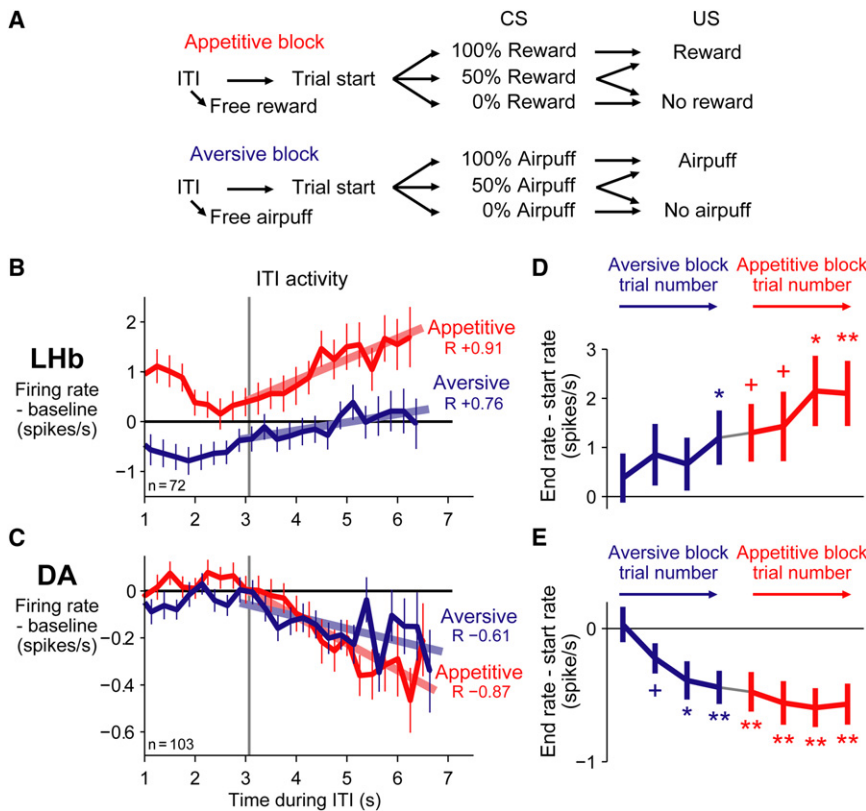 A
CS
US
Appetitive block
ITI
Trial start
Free reward
100% Reward
50% Reward
0% Reward
Reward
No reward
Aversive block
ITI
Trial start
Free airpuff
100% Airpuff
50% Airpuff
0% Airpuff
Airpuff
No airpuff
B
ITI activity
LHb
Firing rate
- baseline
(spikes/s)
2
1
0
−1
Appetitive
R +0.91
Aversive
R +0.76
n = 72
1 2 3 4 5 6 7
C
DA
Firing rate
- baseline
(spikes/s)
0
−0.2
−0.4
−0.6
Aversive
R −0.61
Appetitive
R −0.87
n = 103
1 2 3 4 5 6 7
Time during ITI (s)
D
Aversive block
trial number
Appetitive block
trial number
End rate - start rate
(spikes/s)
3
2
1
0
* + + * **
E
Aversive block
trial number
Appetitive block
trial number
End rate - start rate
(spike/s)
0
−1
+ * ** ** ** ** **